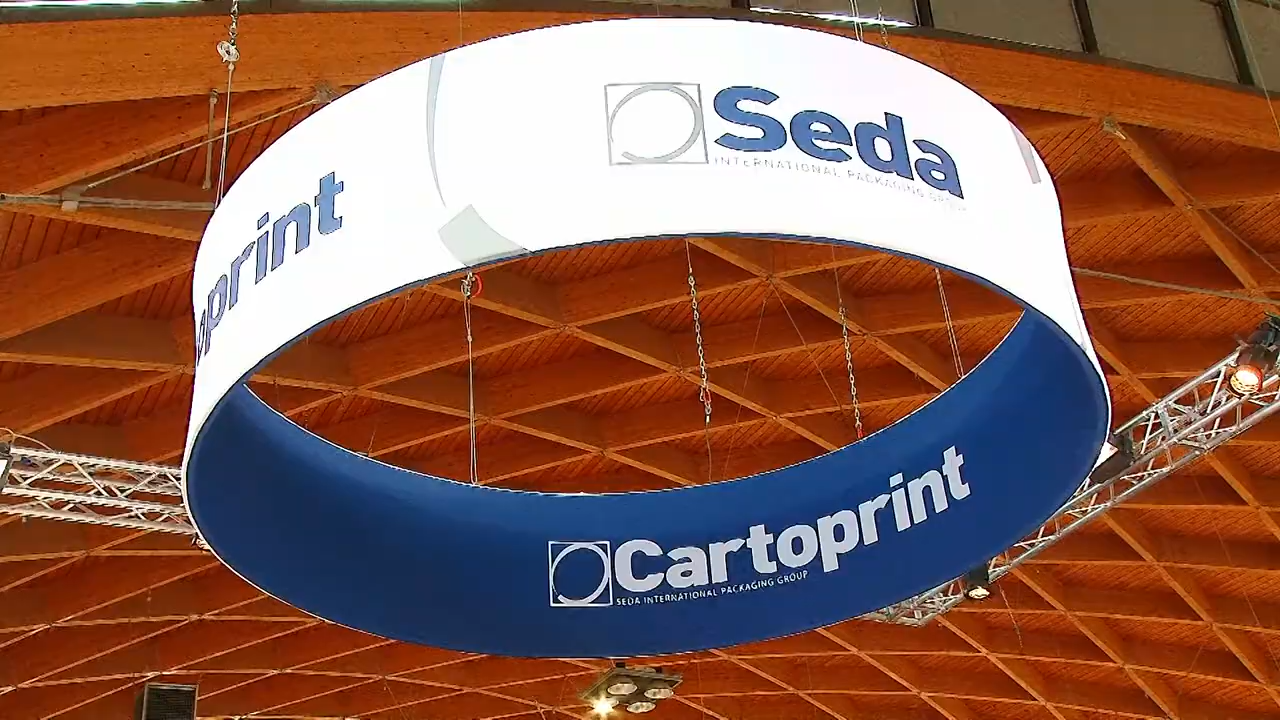 Seda
INTERNATIONAL PACKAGING GROUP
print
Cartoprint
SEDA INTERNATIONAL PACKAGING GROUP